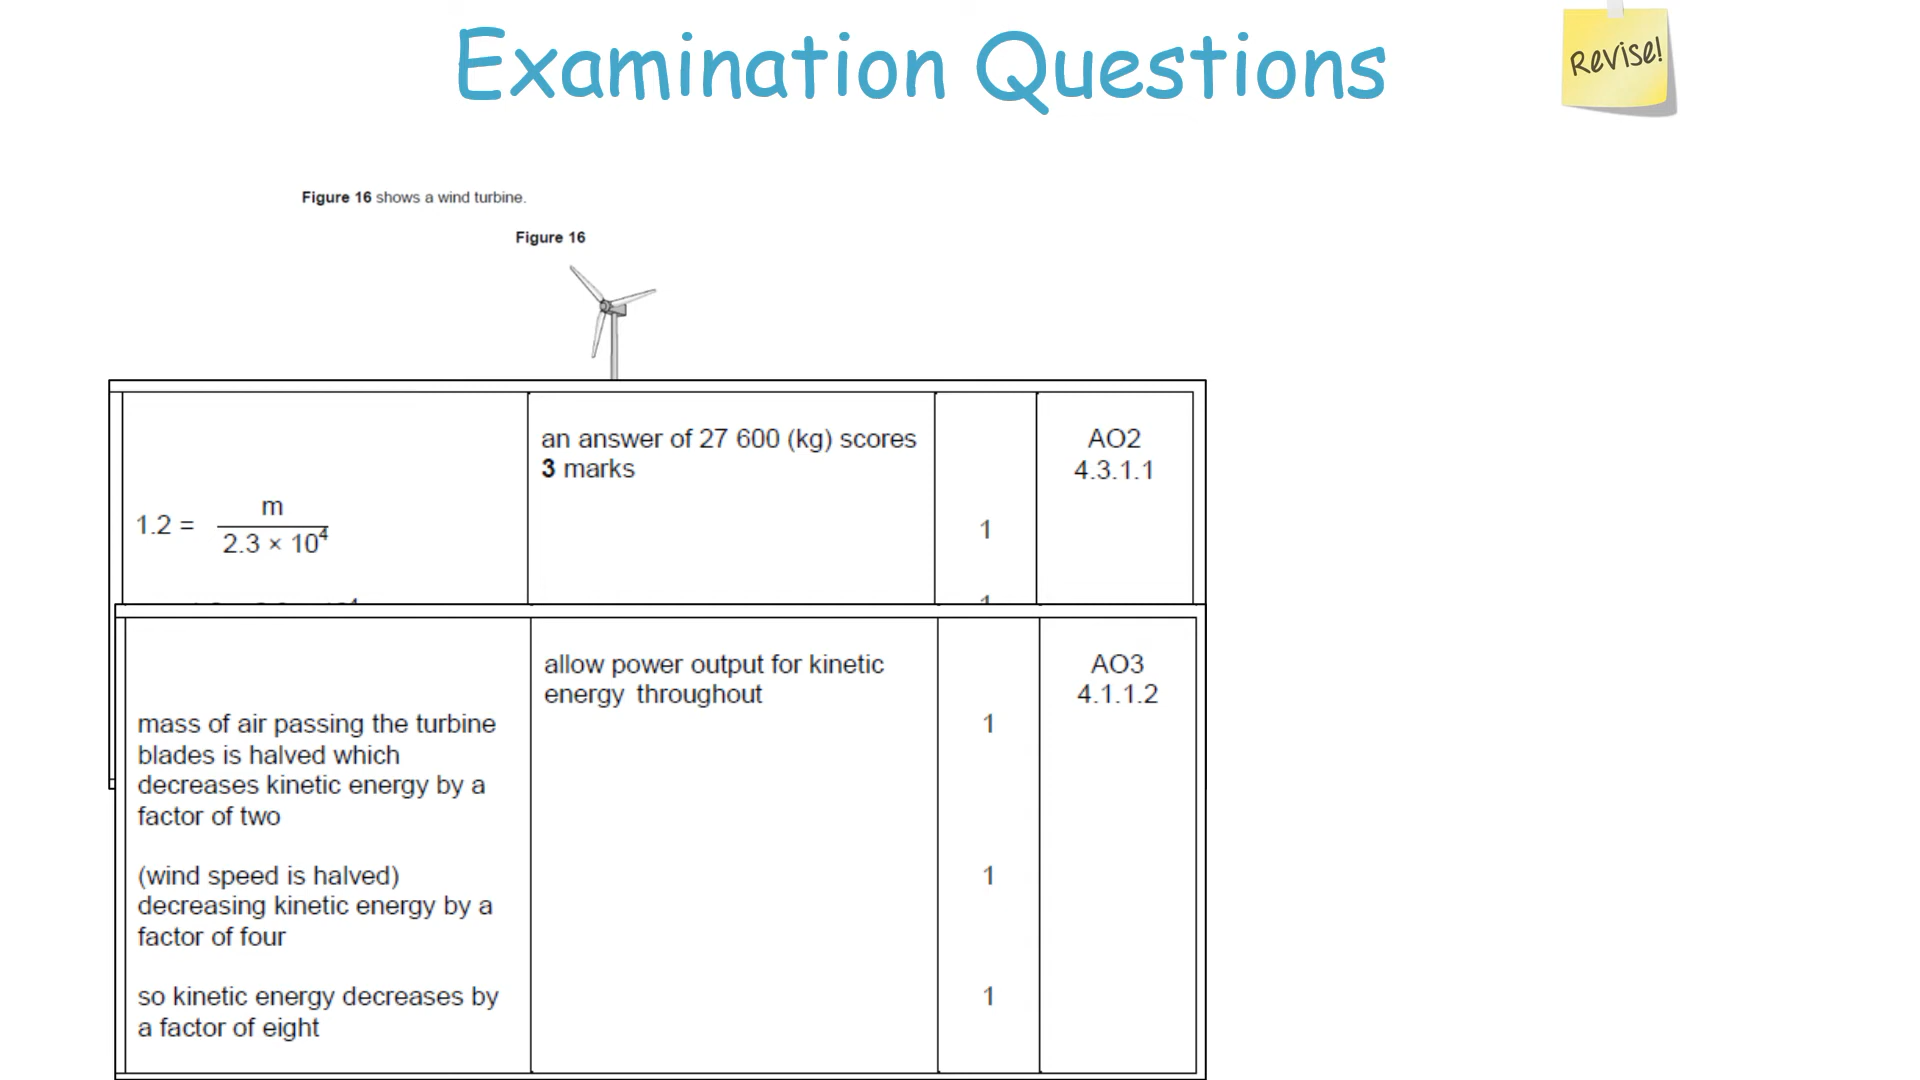 Examination Questions
Revise!
Figure 16 shows a wind turbine.
Figure 16
an answer of 27 600 (kg) scores
3 marks
AO2
4.3.1.1
1.2 = m / 2.3 × 10⁴
1
allow power output for kinetic
energy throughout
AO3
4.1.1.2
mass of air passing the turbine
blades is halved which
decreases kinetic energy by a
factor of two
1
(wind speed is halved)
decreasing kinetic energy by a
factor of four
1
so kinetic energy decreases by
a factor of eight
1